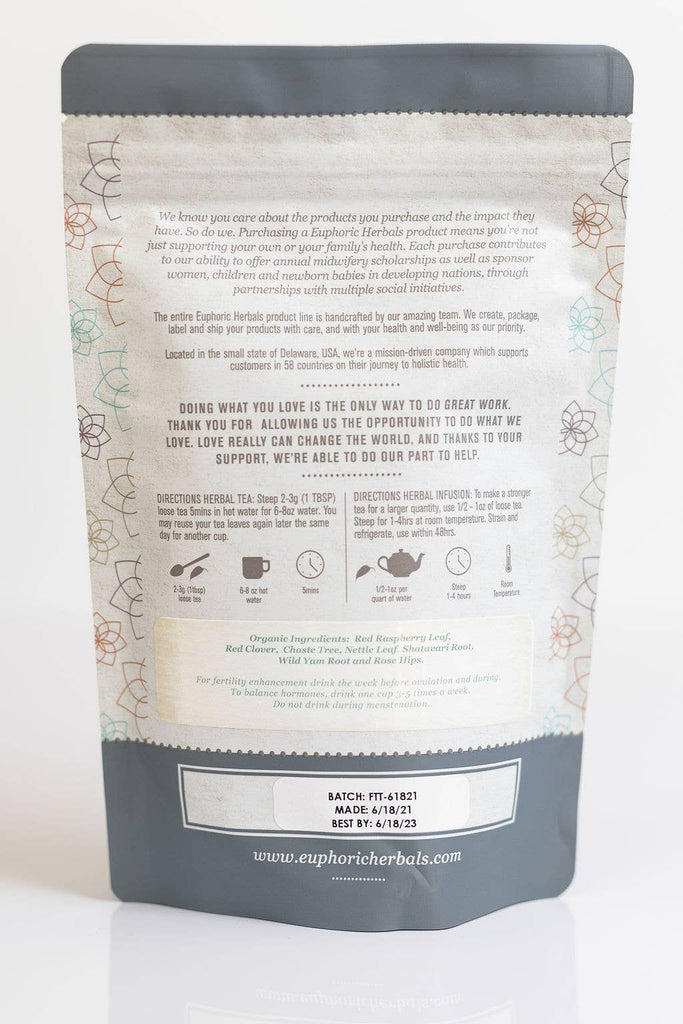 We know you care about the products you purchase and the impact they
have. So do we. Purchasing a Euphoric Herbals product means you're not
just supporting your own or your family's health. Each purchase contributes
to our ability to offer annual midwifery scholarships as well as sponsor
women, children and newborn babies in developing nations, through
partnerships with multiple social initiatives.
The entire Euphoric Herbals product line is handcrafted by our amazing team. We create, package,
label and ship your products with care, and with your health and well-being as our priority.
Located in the small state of Delaware, USA, we're a mission-driven company which supports
customers in 58 countries on their journey to holistic health.
DOING WHAT YOU LOVE IS THE ONLY WAY TO DO GREAT WORK.
THANK YOU FOR ALLOWING US THE OPPORTUNITY TO DO WHAT WE
LOVE. LOVE REALLY CAN CHANGE THE WORLD, AND THANKS TO YOUR
SUPPORT, WE'RE ABLE TO DO OUR PART TO HELP.
DIRECTIONS HERBAL TEA: Steep 2-3g (1 TBSP)
loose tea 5mins in hot water for 6-8oz water. You
may reuse your tea leaves again later the same
day for another cup.
2-3g (1tbsp)
loose tea
6-8 oz hot
water
5mins
DIRECTIONS HERBAL INFUSION: To make a stronger
tea for a larger quantity, use 1/2 - 1oz of loose tea.
Steep for 1-4hrs at room temperature. Strain and
refrigerate, use within 48hrs.
1/2-1oz per
quart of water
Steep
1-4 hours
Room
Temperature
Organic Ingredients: Red Raspberry Leaf,
Red Clover, Chaste Tree, Nettle Leaf, Shatavari Root,
Wild Yam Root and Rose Hips.
For fertility enhancement drink the week before ovulation and during.
To balance hormones, drink one cup 3-5 times a week.
Do not drink during menstruation.
BATCH: FTT-61821
MADE: 6/18/21
BEST BY: 6/18/23
www.euphoricherbals.com